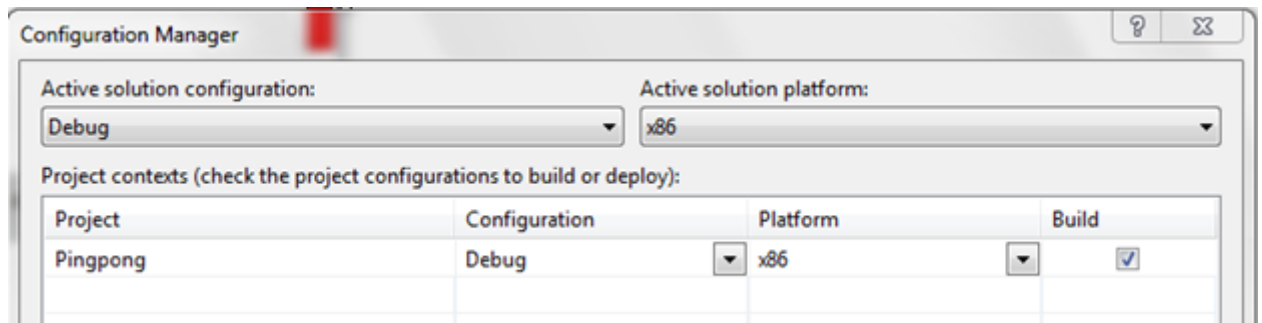 Configuration Manager
Active solution configuration: Active solution platform:
Debug x86
Project contexts (check the project configurations to build or deploy):
Project Configuration Platform Build
Pingpong Debug x86